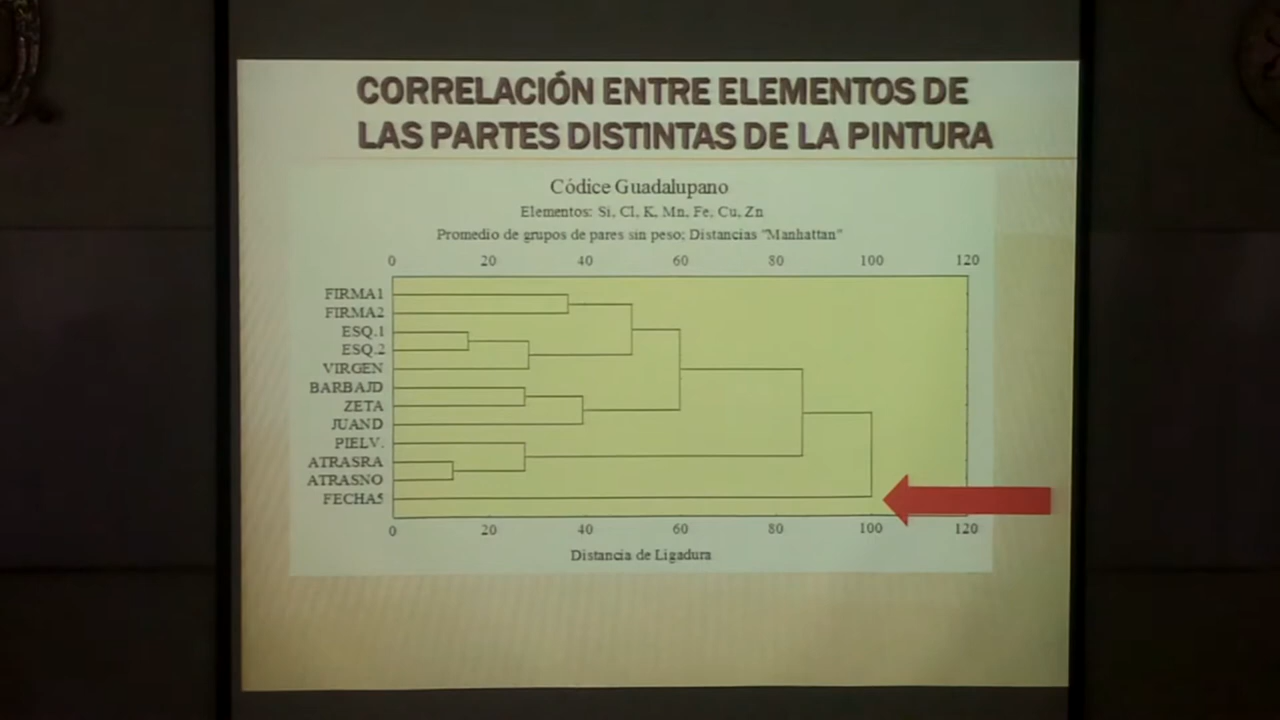 CORRELACIÓN ENTRE ELEMENTOS DE
LAS PARTES DISTINTAS DE LA PINTURA
Códice Guadalupano
Elementos: Si, Cl, K, Mn, Fe, Cu, Zn
Promedio de grupos de pares sin peso; Distancias "Manhattan"
0 20 40 60 80 100 120
FIRMA1
FIRMA2
ESQ.1
ESQ.2
VIRGEN
BARBAJD
ZETA
JUAND
PIELV.
ATRASRA
ATRASNO
FECHA5
0 20 40 60 80 100 120
Distancia de Ligadura